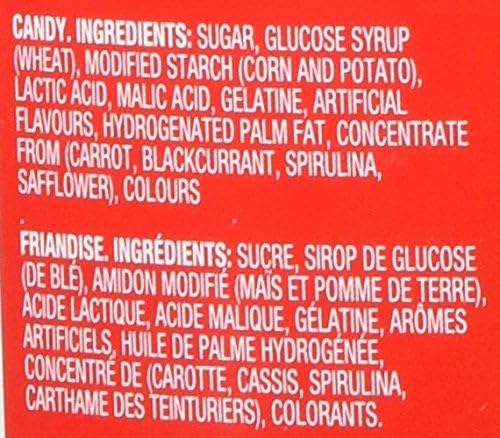 CANDY. INGREDIENTS: SUGAR, GLUCOSE SYRUP
(WHEAT), MODIFIED STARCH (CORN AND POTATO),
LACTIC ACID, MALIC ACID, GELATINE, ARTIFICIAL
FLAVOURS, HYDROGENATED PALM FAT, CONCENTRATE
FROM (CARROT, BLACKCURRANT, SPIRULINA,
SAFFLOWER), COLOURS
FRIANDISE. INGRÉDIENTS: SUCRE, SIROP DE GLUCOSE
(DE BLÉ), AMIDON MODIFIÉ (MAÏS ET POMME DE TERRE),
ACIDE LACTIQUE, ACIDE MALIQUE, GÉLATINE, ARÔMES
ARTIFICIELS, HUILE DE PALME HYDROGÉNÉE,
CONCENTRÉ DE (CAROTTE, CASSIS, SPIRULINA,
CARTHAME DES TEINTURIERS), COLORANTS.